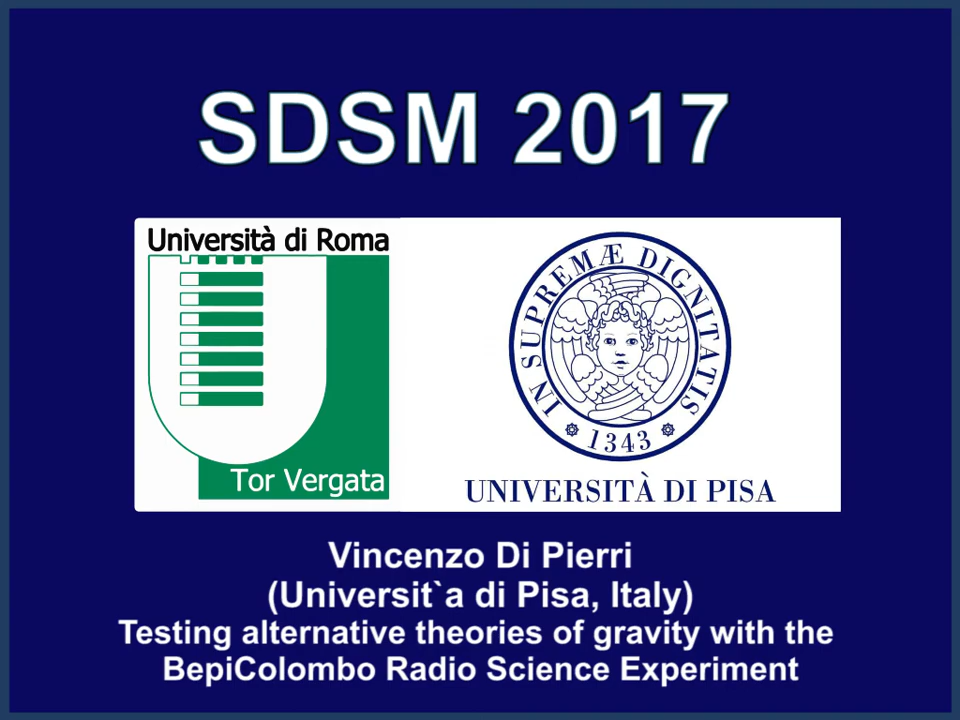 SDSM 2017
Università di Roma
Tor Vergata
IN SUPREMÆ DIGNITATIS
1343
UNIVERSITÀ DI PISA
Vincenzo Di Pierri
(Universit`a di Pisa, Italy)
Testing alternative theories of gravity with the
BepiColombo Radio Science Experiment